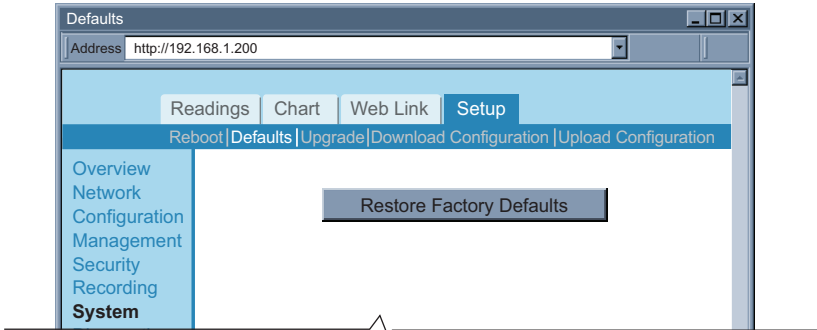 Defaults
Address http://192.168.1.200
Readings Chart Web Link Setup
Reboot|Defaults|Upgrade|Download Configuration|Upload Configuration
Overview
Network
Configuration
Management
Security
Recording
System
Restore Factory Defaults